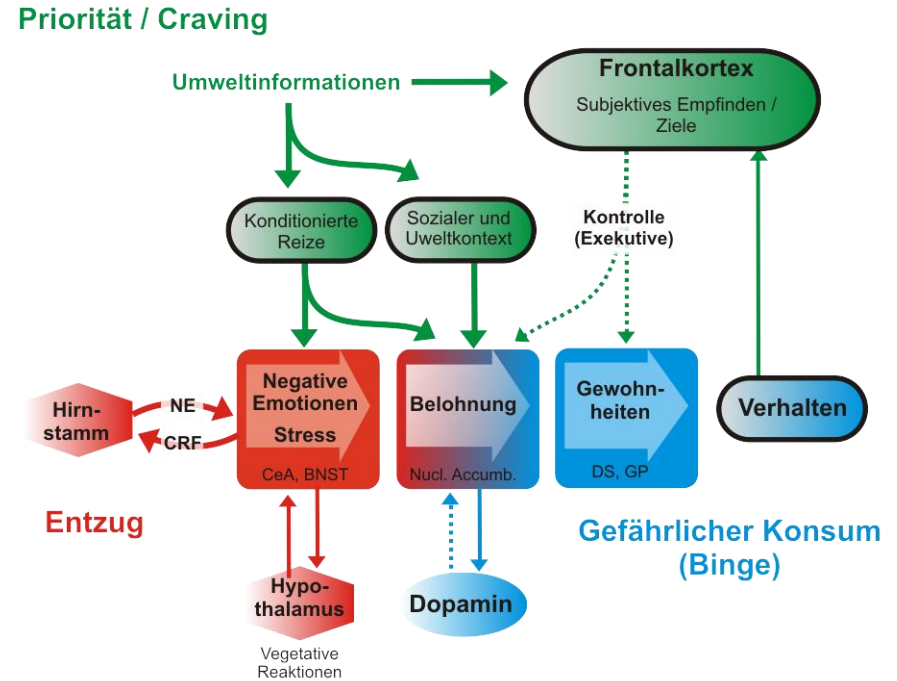 Priorität / Craving
Umweltinformationen
Frontalkortex
Subjektives Empfinden /
Ziele
Konditionierte
Reize
Sozialer und
Uweltkontext
Kontrolle
(Exekutive)
Hirn-
stamm
NE
CRF
Negative
Emotionen
Stress
CeA, BNST
Belohnung
Nucl. Accumb.
Gewohn-
heiten
DS, GP
Verhalten
Entzug
Gefährlicher Konsum
(Binge)
Hypo-
thalamus
Vegetative
Reaktionen
Dopamin